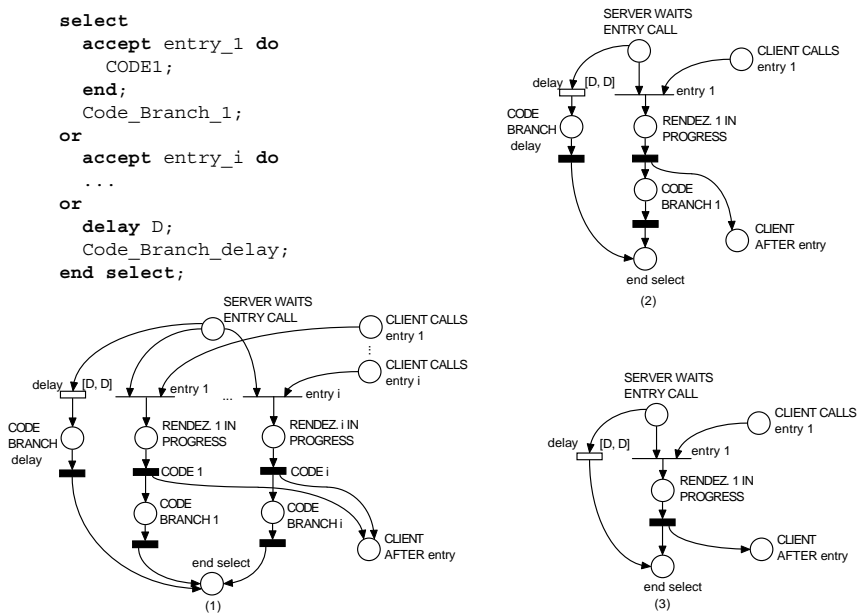 select
accept entry_1 do
CODE1;
end;
Code_Branch_1;
or
accept entry_i do
...
or
delay D;
Code_Branch_delay;
end select;
SERVER WAITS
ENTRY CALL
CLIENT CALLS
entry 1
delay
[D, D]
entry 1
CODE
BRANCH
delay
RENDEZ. 1 IN
PROGRESS
CODE
BRANCH 1
CLIENT
AFTER entry
end select
(2)
SERVER WAITS
ENTRY CALL
CLIENT CALLS
entry 1
...
CLIENT CALLS
entry i
delay
[D, D]
entry 1
...
entry i
CODE
BRANCH
delay
RENDEZ. 1 IN
PROGRESS
RENDEZ. i IN
PROGRESS
CODE 1
CODE i
CODE
BRANCH 1
CODE
BRANCH i
CLIENT
AFTER entry
end select
(1)
SERVER WAITS
ENTRY CALL
CLIENT CALLS
entry 1
delay
[D, D]
entry 1
RENDEZ. 1 IN
PROGRESS
CLIENT
AFTER entry
end select
(3)